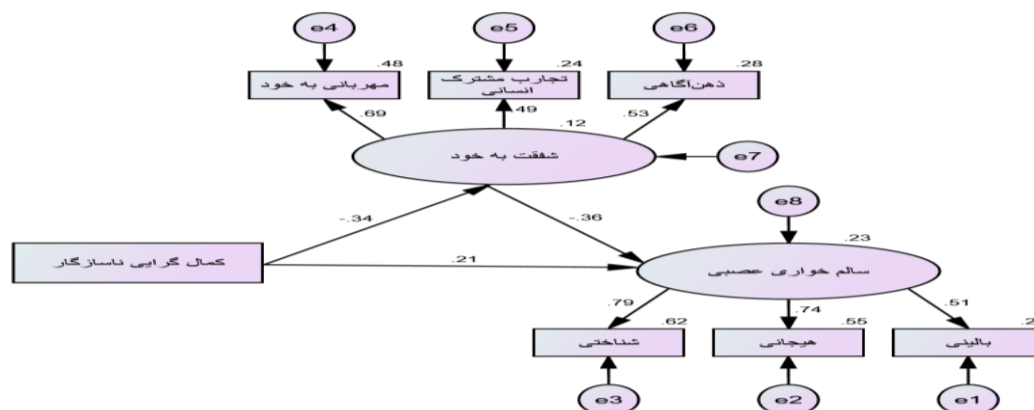 e4
e5
e6
.48
.24
.28
مهربانی به خود
تجارب مشترک
انسانی
ذهن‌آگاهی
.69
49
.53
.12
شفقت به خود
e7
e8
-.34
-.36
.23
کمال گرایی ناسازگار
.21
سالم خواری عصبی
.79
.74
.51
.62
.55
شناختی
هیجانی
بالینی
e3
e2
e1